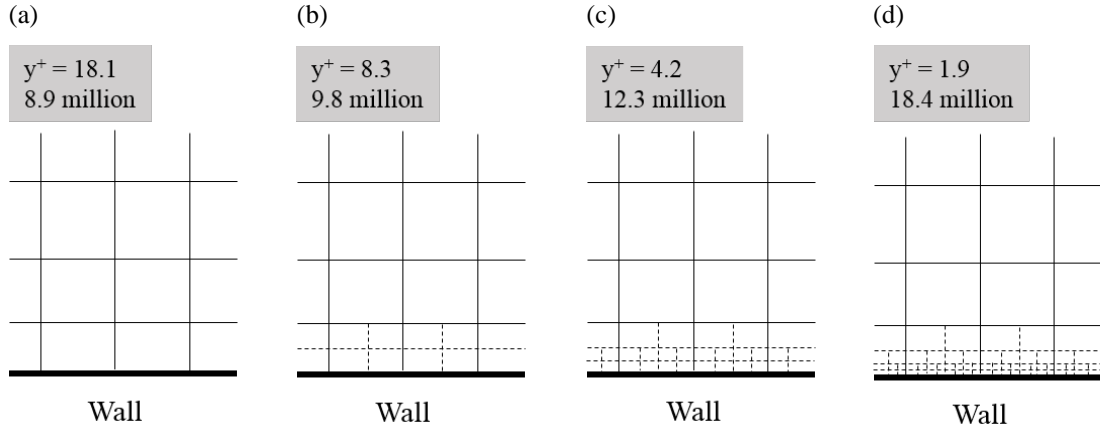 (a)
y⁺ = 18.1
8.9 million
Wall
(b)
y⁺ = 8.3
9.8 million
Wall
(c)
y⁺ = 4.2
12.3 million
Wall
(d)
y⁺ = 1.9
18.4 million
Wall